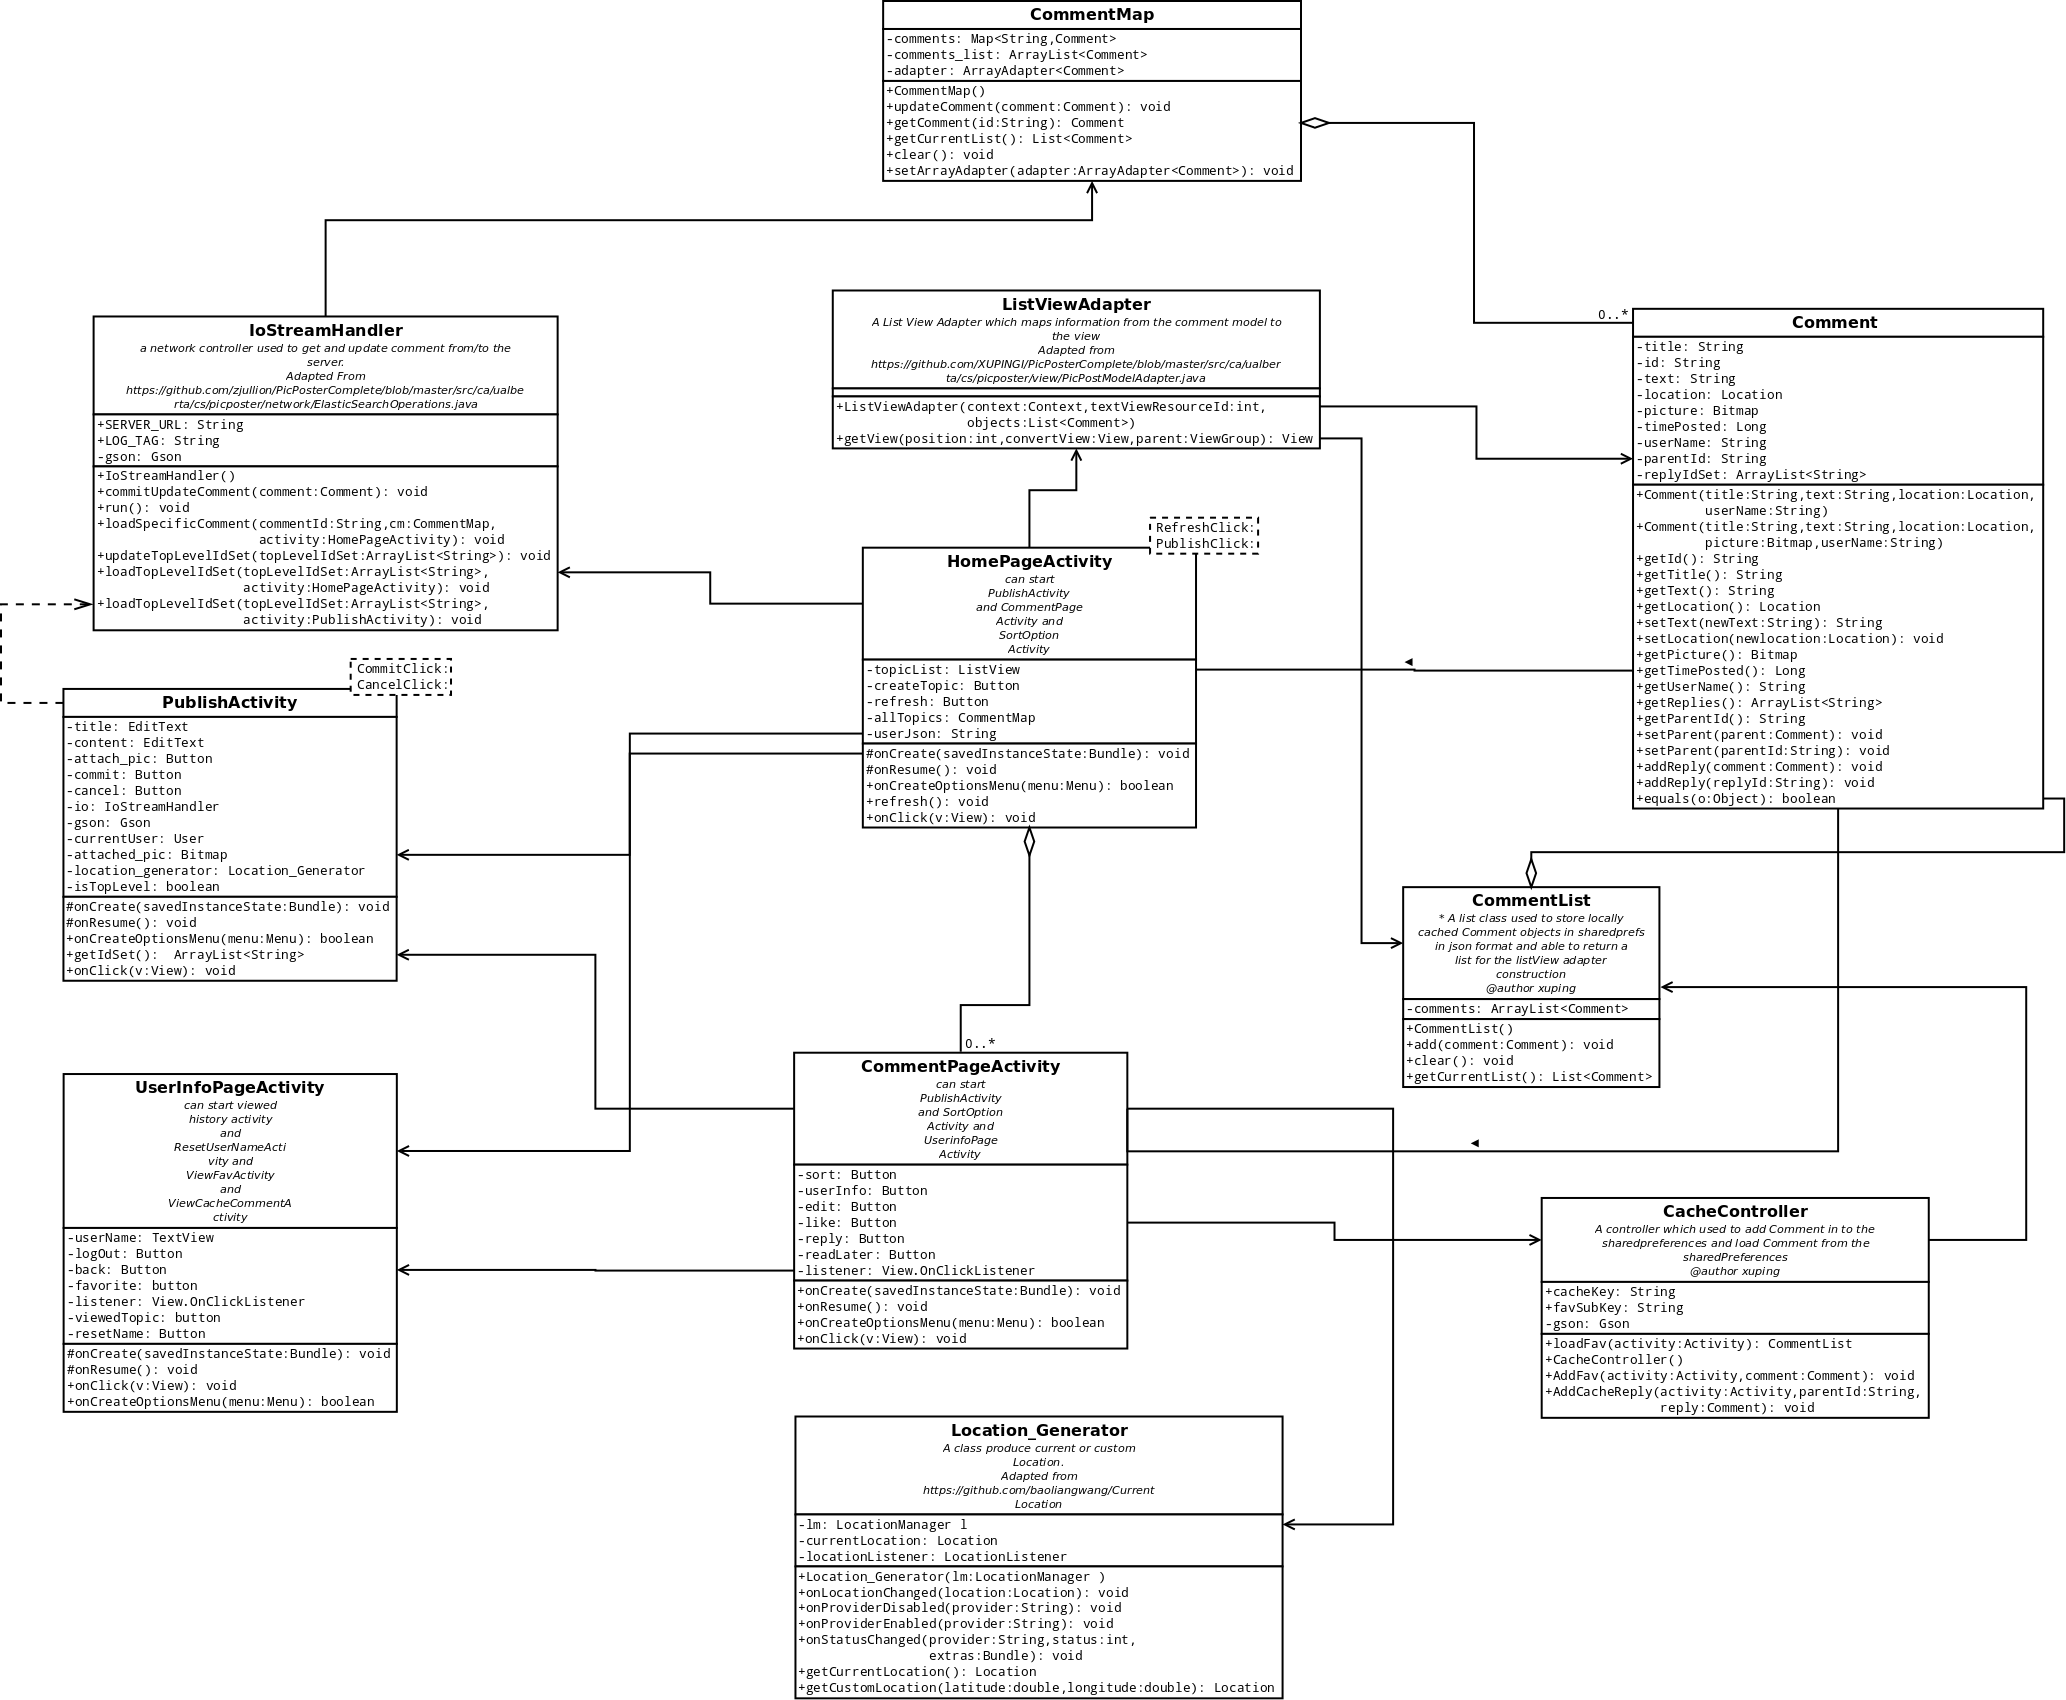 CommentMap
-comments: Map<String,Comment>
-comments_list: ArrayList<Comment>
-adapter: ArrayAdapter<Comment>
+CommentMap()
+updateComment(comment:Comment): void
+getComment(id:String): Comment
+getCurrentList(): List<Comment>
+clear(): void
+setArrayAdapter(adapter:ArrayAdapter<Comment>): void
IoStreamHandler
a network controller used to get and update comment from/to the
server.
Adapted From
https://github.com/zjullion/PicPosterComplete/blob/master/src/ca/ualbe
rta/cs/picposter/network/ElasticSearchOperations.java
+SERVER_URL: String
+LOG_TAG: String
-gson: Gson
+IoStreamHandler()
+commitUpdateComment(comment:Comment): void
+run(): void
+loadSpecificComment(commentId:String,cm:CommentMap,
activity:HomePageActivity): void
+updateTopLevelIdSet(topLevelIdSet:ArrayList<String>): void
+loadTopLevelIdSet(topLevelIdSet:ArrayList<String>,
activity:HomePageActivity): void
+loadTopLevelIdSet(topLevelIdSet:ArrayList<String>,
activity:PublishActivity): void
ListViewAdapter
A List View Adapter which maps information from the comment model to
the view
Adapted from
https://github.com/XUPINGI/PicPosterComplete/blob/master/src/ca/ualber
ta/cs/picposter/view/PicPostModelAdapter.java
+ListViewAdapter(context:Context,textViewResourceId:int,
objects:List<Comment>)
+getView(position:int,convertView:View,parent:ViewGroup): View
0..*
Comment
-title: String
-id: String
-text: String
-location: Location
-picture: Bitmap
-timePosted: Long
-userName: String
-parentId: String
-replyIdSet: ArrayList<String>
+Comment(title:String,text:String,location:Location,
userName:String)
+Comment(title:String,text:String,location:Location,
picture:Bitmap,userName:String)
+getId(): String
+getTitle(): String
+getText(): String
+getLocation(): Location
+setText(newText:String): String
+setLocation(newlocation:Location): void
+getPicture(): Bitmap
+getTimePosted(): Long
+getUserName(): String
+getReplies(): ArrayList<String>
+getParentId(): String
+setParent(parent:Comment): void
+setParent(parentId:String): void
+addReply(comment:Comment): void
+addReply(replyId:String): void
+equals(o:Object): boolean
RefreshClick:
PublishClick:
HomePageActivity
can start
PublishActivity
and CommentPage
Activity and
SortOption
Activity
-topicList: ListView
-createTopic: Button
-refresh: Button
-allTopics: CommentMap
-userJson: String
#onCreate(savedInstanceState:Bundle): void
#onResume(): void
+onCreateOptionsMenu(menu:Menu): boolean
+refresh(): void
+onClick(v:View): void
CommitClick:
CancelClick:
PublishActivity
-title: EditText
-content: EditText
-attach_pic: Button
-commit: Button
-cancel: Button
-io: IoStreamHandler
-gson: Gson
-currentUser: User
-attached_pic: Bitmap
-location_generator: Location_Generator
-isTopLevel: boolean
#onCreate(savedInstanceState:Bundle): void
#onResume(): void
+onCreateOptionsMenu(menu:Menu): boolean
+getIdSet():  ArrayList<String>
+onClick(v:View): void
CommentList
* A list class used to store locally
cached Comment objects in sharedprefs
in json format and able to return a
list for the listView adapter
construction
@author xuping
-comments: ArrayList<Comment>
+CommentList()
+add(comment:Comment): void
+clear(): void
+getCurrentList(): List<Comment>
0..*
CommentPageActivity
can start
PublishActivity
and SortOption
Activity and
UserinfoPage
Activity
-sort: Button
-userInfo: Button
-edit: Button
-like: Button
-reply: Button
-readLater: Button
-listener: View.OnClickListener
+onCreate(savedInstanceState:Bundle): void
+onResume(): void
+onCreateOptionsMenu(menu:Menu): boolean
+onClick(v:View): void
UserInfoPageActivity
can start viewed
history activity
and
ResetUserNameActi
vity and
ViewFavActivity
and
ViewCacheCommentA
ctivity
-userName: TextView
-logOut: Button
-back: Button
-favorite: button
-listener: View.OnClickListener
-viewedTopic: button
-resetName: Button
#onCreate(savedInstanceState:Bundle): void
#onResume(): void
+onClick(v:View): void
+onCreateOptionsMenu(menu:Menu): boolean
CacheController
A controller which used to add Comment in to the
sharedpreferences and load Comment from the
sharedPreferences
@author xuping
+cacheKey: String
+favSubKey: String
-gson: Gson
+loadFav(activity:Activity): CommentList
+CacheController()
+AddFav(activity:Activity,comment:Comment): void
+AddCacheReply(activity:Activity,parentId:String,
reply:Comment): void
Location_Generator
A class produce current or custom
Location.
Adapted from
https://github.com/baoliangwang/Current
Location
-lm: LocationManager l
-currentLocation: Location
-locationListener: LocationListener
+Location_Generator(lm:LocationManager )
+onLocationChanged(location:Location): void
+onProviderDisabled(provider:String): void
+onProviderEnabled(provider:String): void
+onStatusChanged(provider:String,status:int,
extras:Bundle): void
+getCurrentLocation(): Location
+getCustomLocation(latitude:double,longitude:double): Location